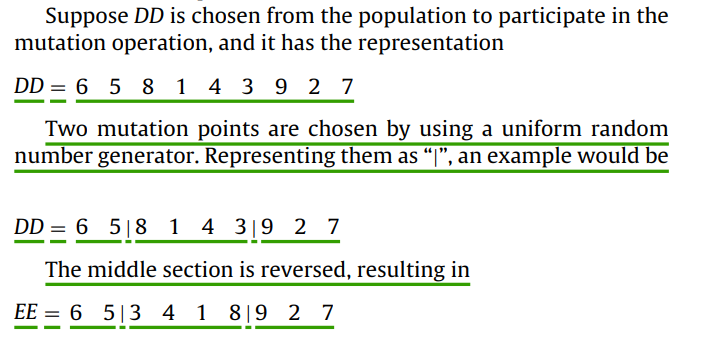 Suppose DD is chosen from the population to participate in the
mutation operation, and it has the representation
DD = 6 5 8 1 4 3 9 2 7
Two mutation points are chosen by using a uniform random
number generator. Representing them as “|”, an example would be
DD = 6 5|8 1 4 3|9 2 7
The middle section is reversed, resulting in
EE = 6 5|3 4 1 8|9 2 7